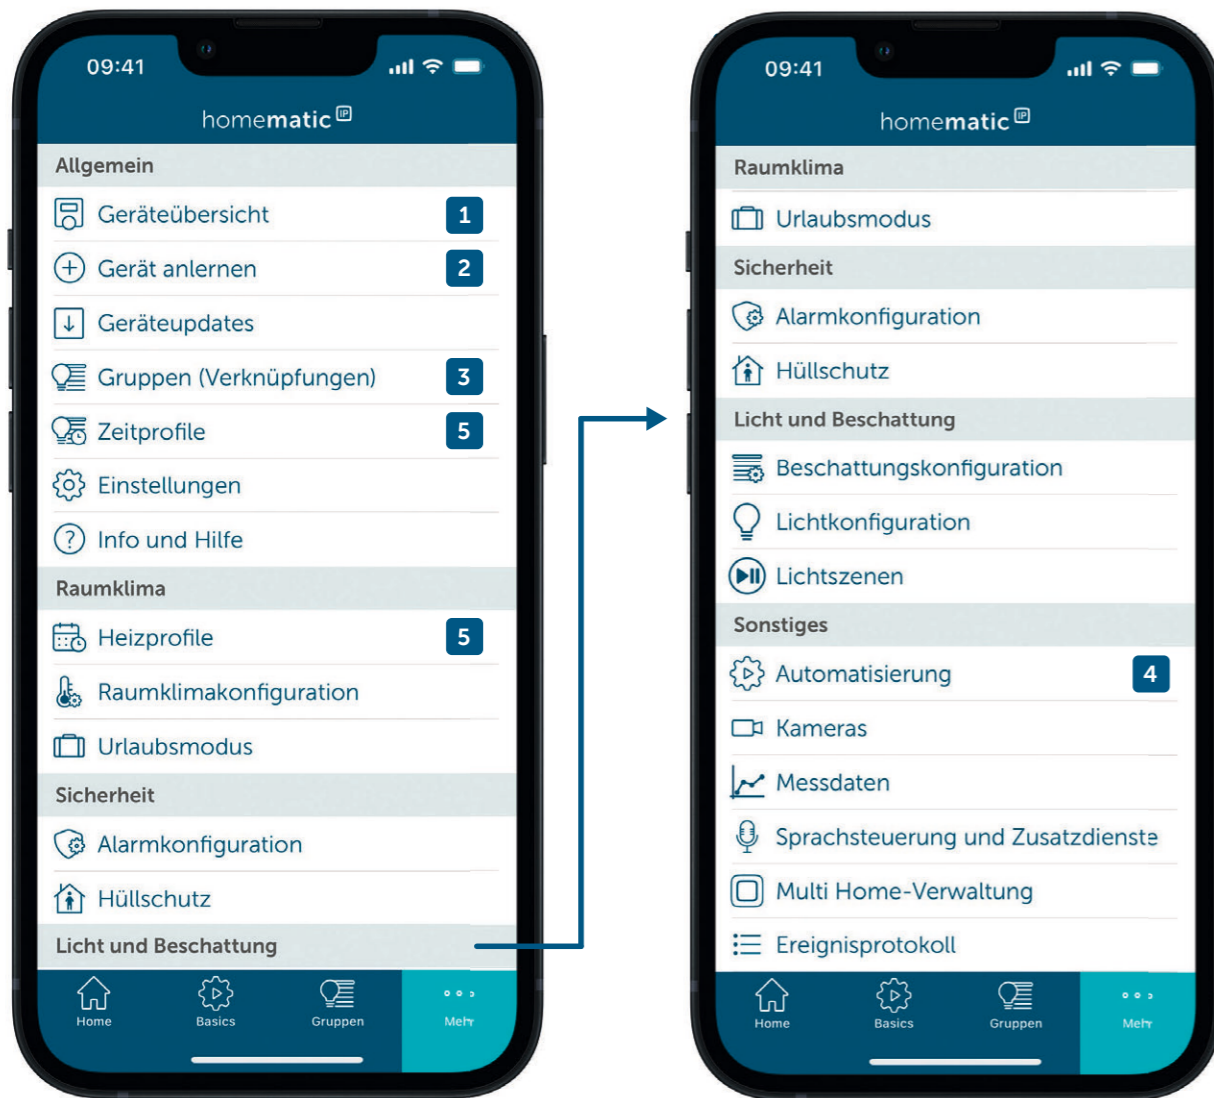 09:41
homematic IP
Allgemein
Geräteübersicht 1
Gerät anlernen 2
Geräteupdates
Gruppen (Verknüpfungen) 3
Zeitprofile 5
Einstellungen
Info und Hilfe
Raumklima
Heizprofile 5
Raumklimakonfiguration
Urlaubsmodus
Sicherheit
Alarmkonfiguration
Hüllschutz
Licht und Beschattung
Home Basics Gruppen Mehr
09:41
homematic IP
Raumklima
Urlaubsmodus
Sicherheit
Alarmkonfiguration
Hüllschutz
Licht und Beschattung
Beschattungskonfiguration
Lichtkonfiguration
Lichtszenen
Sonstiges
Automatisierung 4
Kameras
Messdaten
Sprachsteuerung und Zusatzdienste
Multi Home-Verwaltung
Ereignisprotokoll
Home Basics Gruppen Mehr